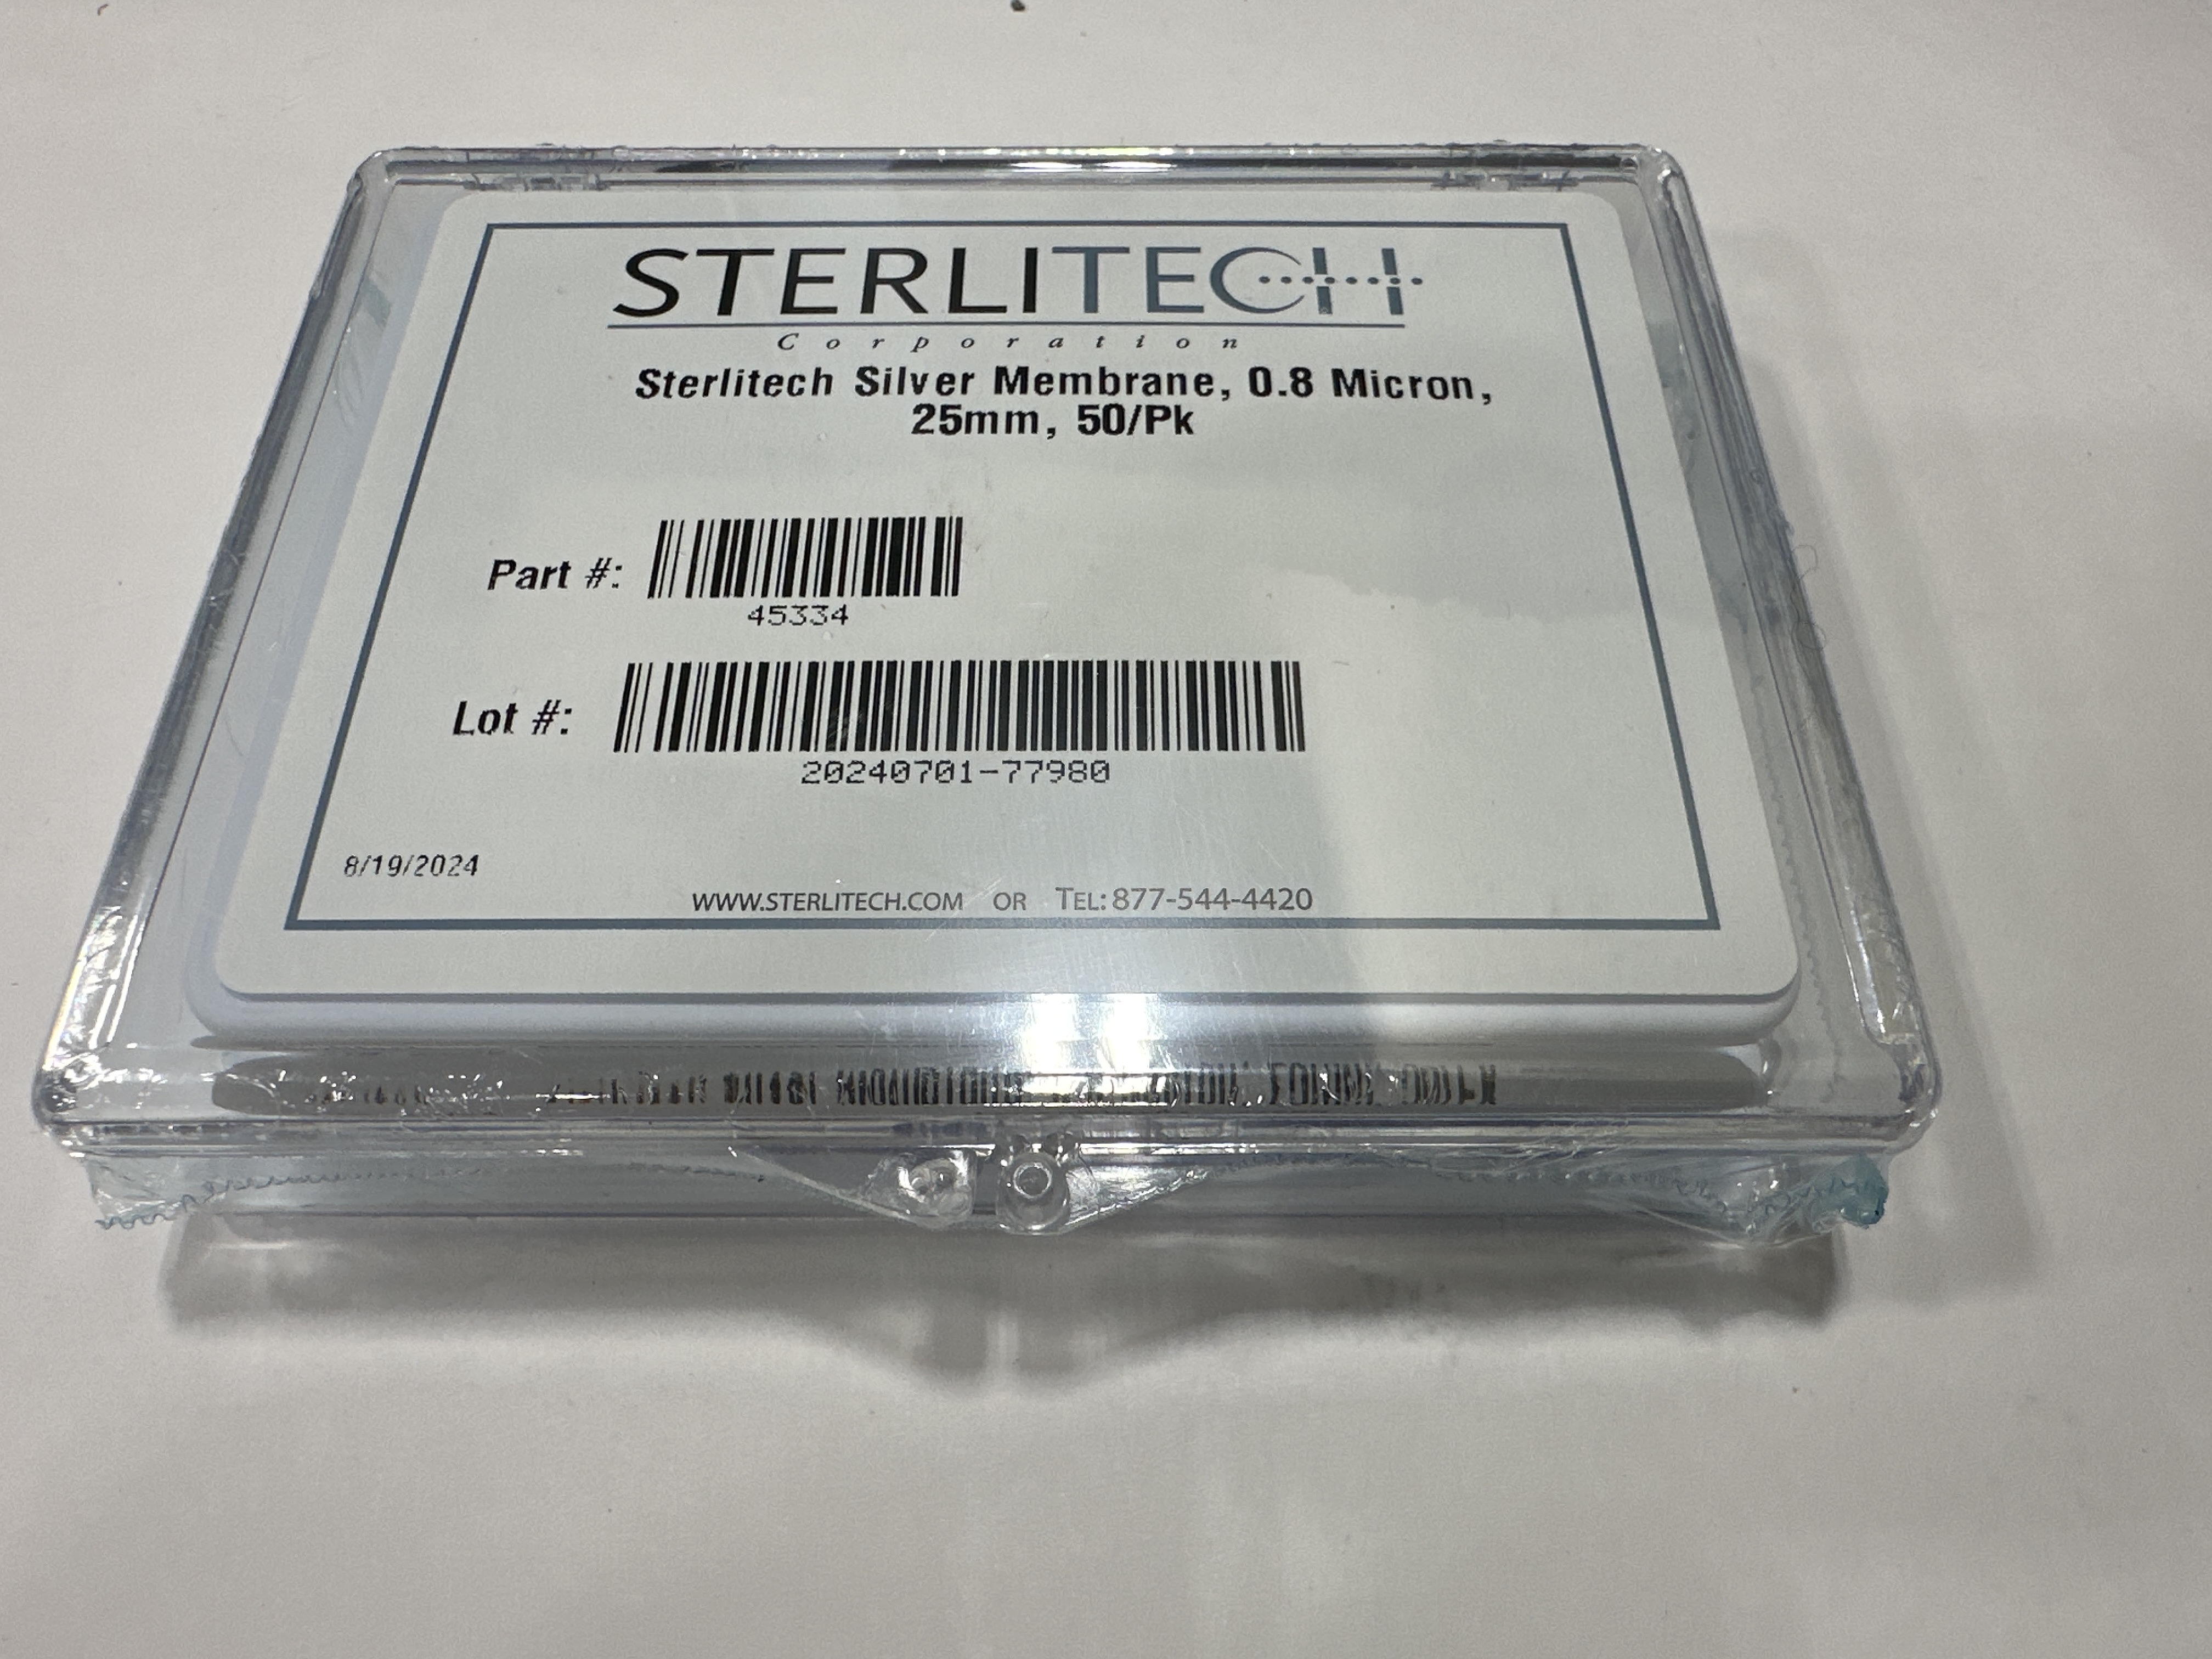 STERLITECH
Corporation
Sterlitech Silver Membrane, 0.8 Micron,
25mm, 50/Pk
Part #:
45334
Lot #:
20240701-77980
8/19/2024
WWW.STERLITECH.COM OR TEL: 877-544-4420